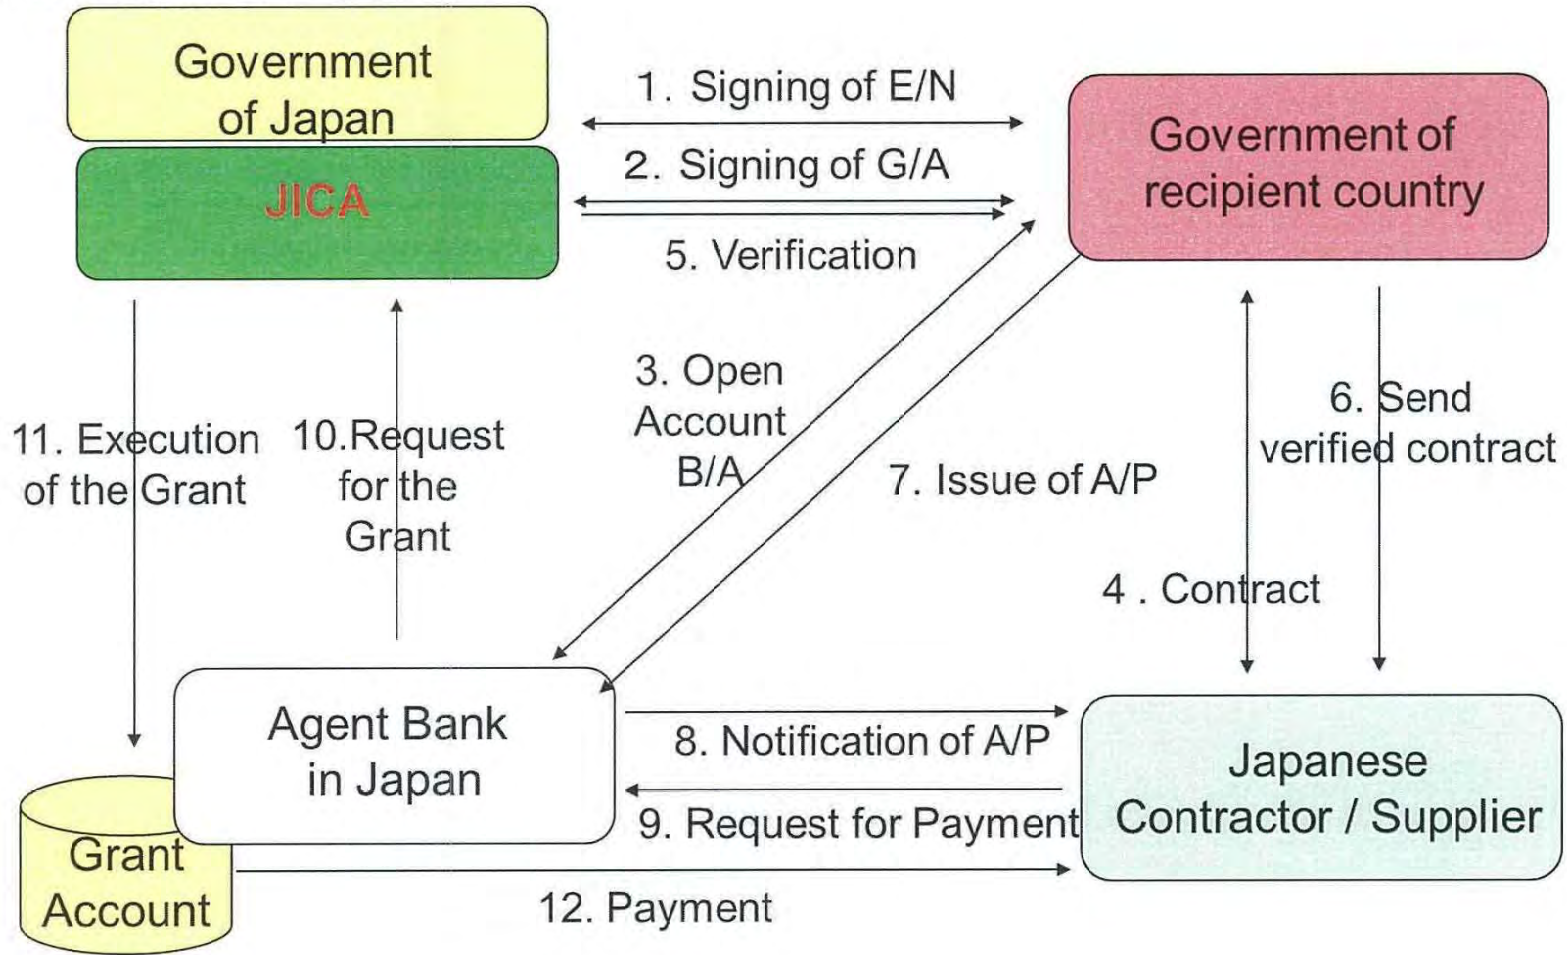 Government
of Japan
JICA
1. Signing of E/N
2. Signing of G/A
5. Verification
Government of
recipient country
3. Open
Account
B/A
7. Issue of A/P
6. Send
verified contract
4 . Contract
11. Execution
of the Grant
10.Request
for the
Grant
Agent Bank
in Japan
8. Notification of A/P
9. Request for Payment
Japanese
Contractor / Supplier
Grant
Account
12. Payment